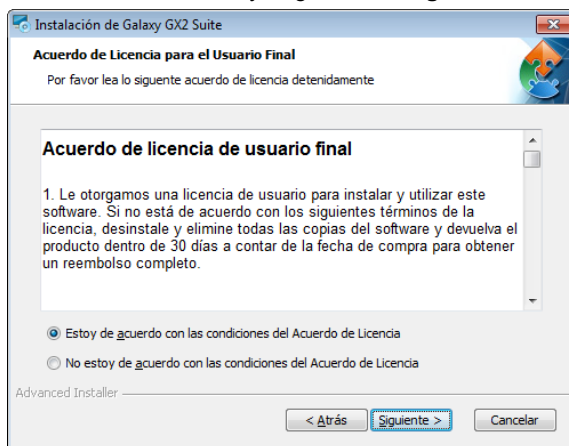 Instalación de Galaxy GX2 Suite
Acuerdo de Licencia para el Usuario Final
Por favor lea lo siguente acuerdo de licencia detenidamente
Acuerdo de licencia de usuario final
1. Le otorgamos una licencia de usuario para instalar y utilizar este
software. Si no está de acuerdo con los siguientes términos de la
licencia, desinstale y elimine todas las copias del software y devuelva el
producto dentro de 30 días a contar de la fecha de compra para obtener
un reembolso completo.
Estoy de acuerdo con las condiciones del Acuerdo de Licencia
No estoy de acuerdo con las condiciones del Acuerdo de Licencia
Advanced Installer
< Atrás Siguiente > Cancelar